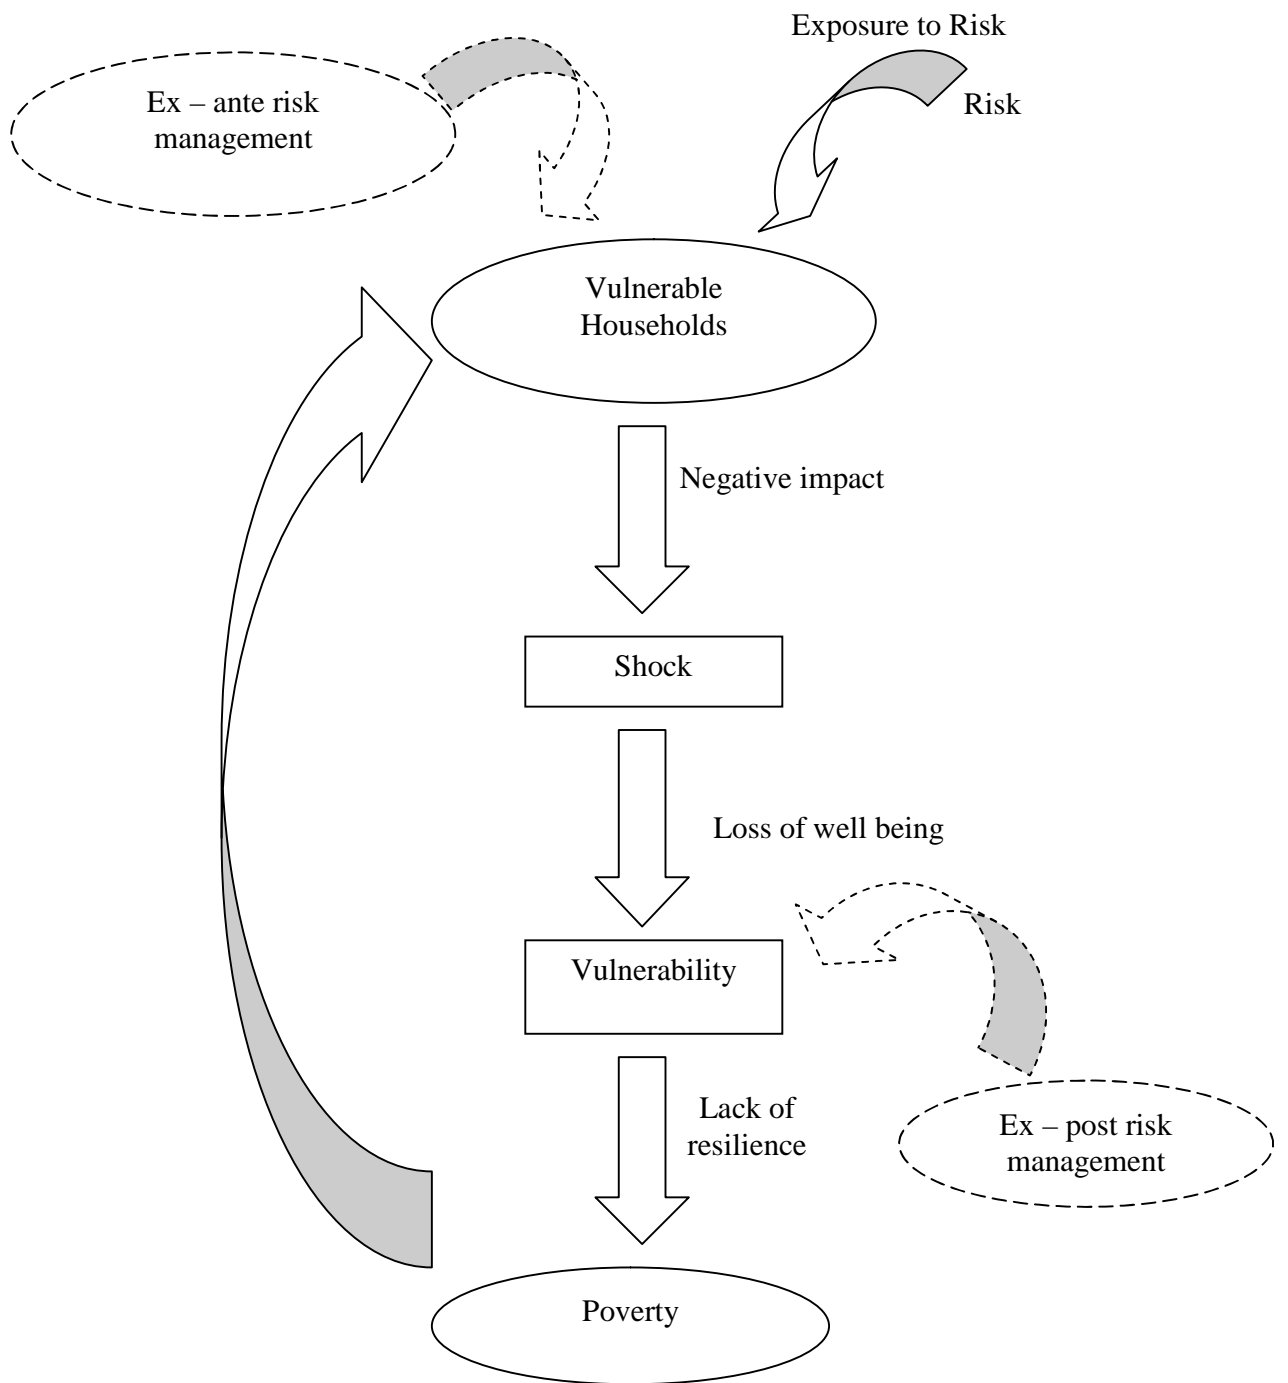 Exposure to Risk
Risk
Ex – ante risk
management
Vulnerable
Households
Negative impact
Shock
Loss of well being
Vulnerability
Lack of
resilience
Ex – post risk
management
Poverty